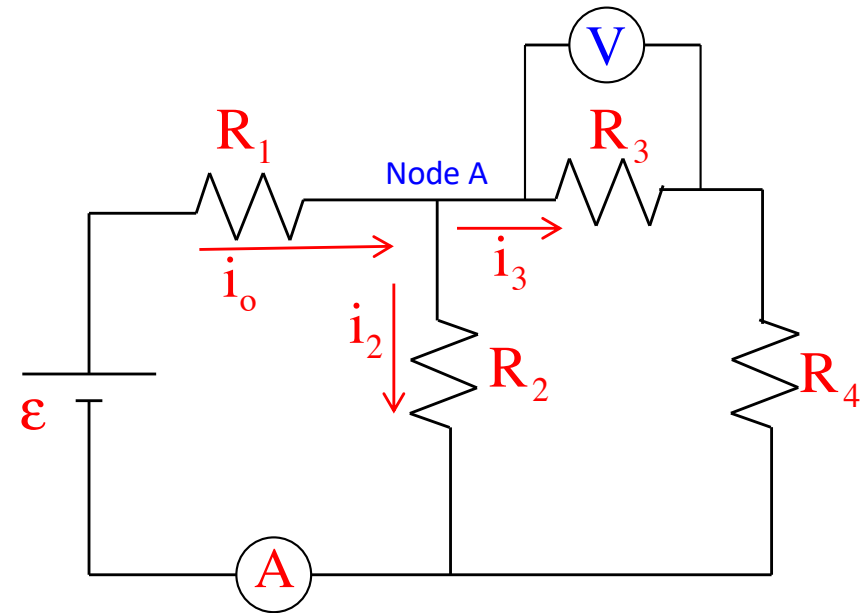 V
R₁
R₃
Node A
i₃
iₒ
i₂
R₂
R₄
ε
A